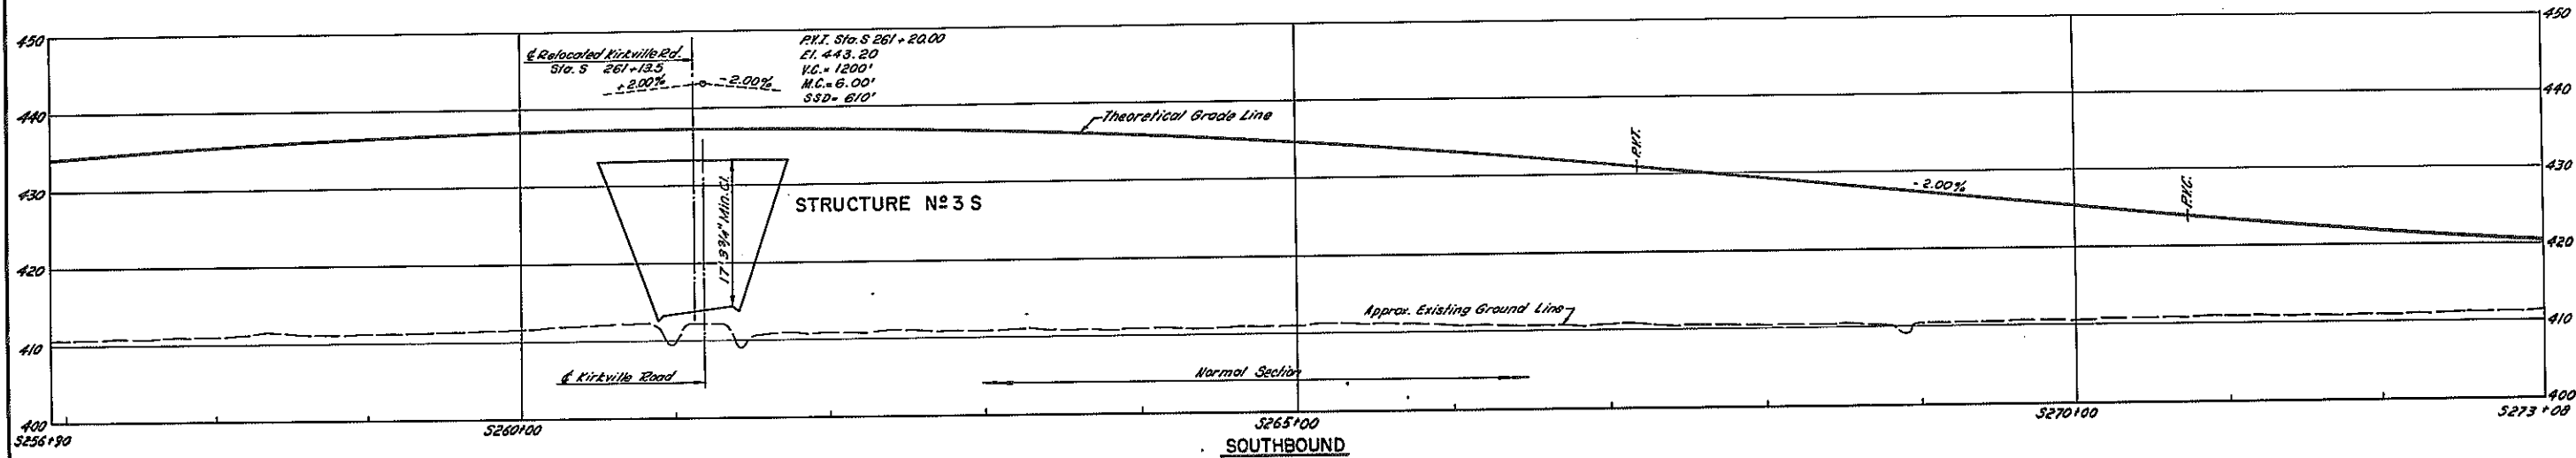 450
440
430
420
410
400
S256+90
℄ Relocated Kirkville Rd.
Sta. S 261+13.5
+2.00%
-2.00%
P.V.I. Sta. S 261+20.00
El. 443.20
V.C.= 1200'
M.C.= 6.00'
SSD= 610'
Theoretical Grade Line
17' 9 3/4" Min. Cl.
STRUCTURE Nº 3 S
P.V.T.
-2.00%
P.V.C.
Approx. Existing Ground Line
℄ Kirkville Road
Normal Section
S260+00
S265+00
S270+00
S273+08
450
440
430
420
410
400
SOUTHBOUND